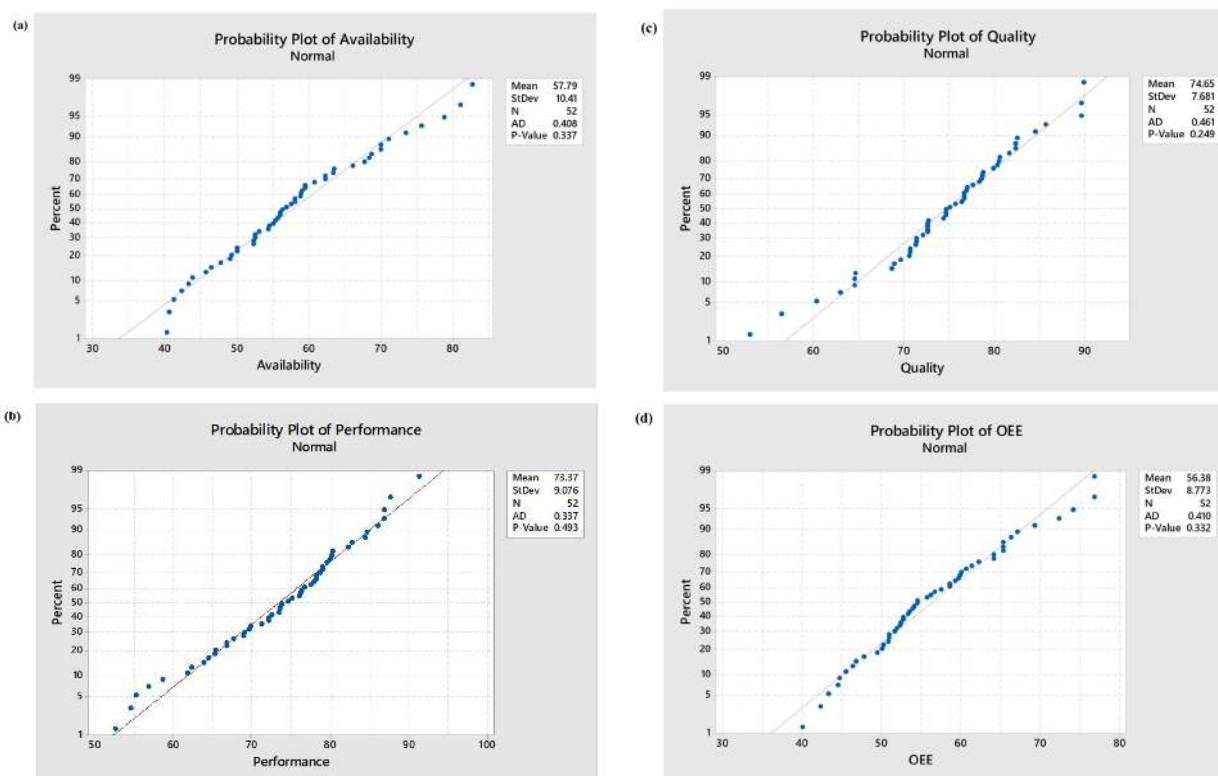 (a)
Probability Plot of Availability
Normal
99
95
90
80
70
60
50
40
30
20
10
5
1
Percent
30 40 50 60 70 80
Availability
Mean 57.79
StDev 10.41
N 52
AD 0.408
P-Value 0.337
(c)
Probability Plot of Quality
Normal
99
95
90
80
70
60
50
40
30
20
10
5
1
Percent
50 60 70 80 90
Quality
Mean 74.65
StDev 7.681
N 52
AD 0.461
P-Value 0.249
(b)
Probability Plot of Performance
Normal
99
95
90
80
70
60
50
40
30
20
10
5
1
Percent
50 60 70 80 90 100
Performance
Mean 73.37
StDev 9.076
N 52
AD 0.337
P-Value 0.493
(d)
Probability Plot of OEE
Normal
99
95
90
80
70
60
50
40
30
20
10
5
1
Percent
30 40 50 60 70 80
OEE
Mean 56.38
StDev 8.773
N 52
AD 0.410
P-Value 0.332